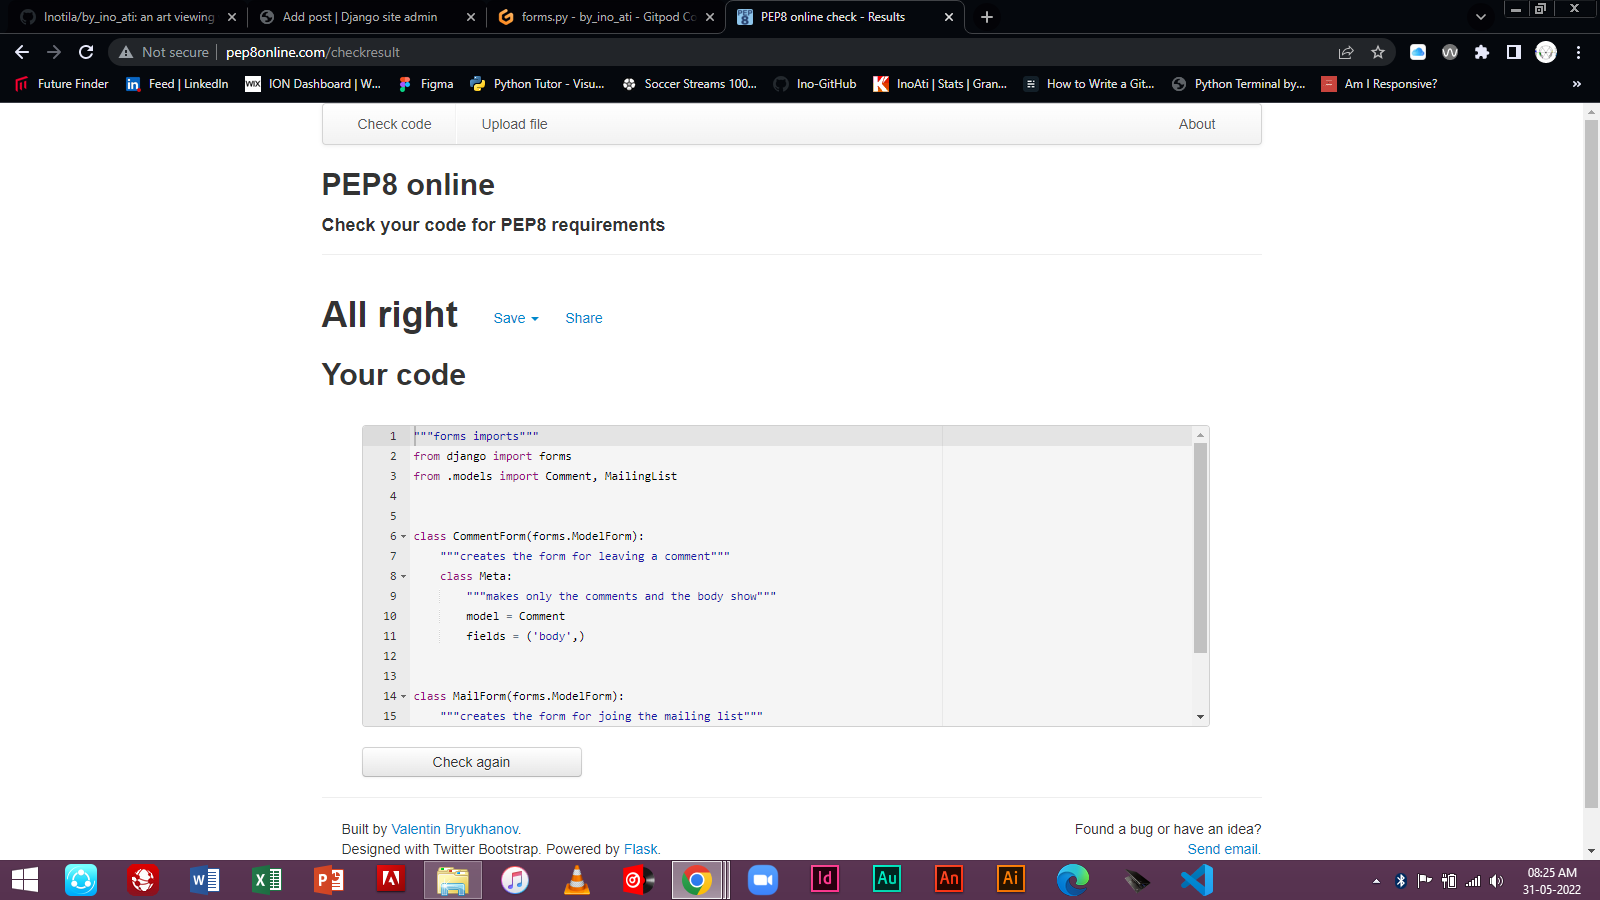 Inotila/by_ino_ati: an art viewing
Add post | Django site admin
forms.py - by_ino_ati - Gitpod Co
PEP8 online check - Results
Not secure
pep8online.com/checkresult
Future Finder
Feed | LinkedIn
WIX
ION Dashboard | W...
Figma
Python Tutor - Visu...
Soccer Streams 100...
Ino-GitHub
InoAti | Stats | Gran...
How to Write a Git...
Python Terminal by...
Am I Responsive?
»
Check code
Upload file
About
PEP8 online
Check your code for PEP8 requirements
All right
Save
Share
Your code
1 """forms imports"""
2 from django import forms
3 from .models import Comment, MailingList
4
5
6 class CommentForm(forms.ModelForm):
7 """creates the form for leaving a comment"""
8 class Meta:
9 """makes only the comments and the body show"""
10 model = Comment
11 fields = ('body',)
12
13
14 class MailForm(forms.ModelForm):
15 """creates the form for joing the mailing list"""
Check again
Built by Valentin Bryukhanov.
Designed with Twitter Bootstrap. Powered by Flask.
Found a bug or have an idea?
Send email.
Id
Au
An
Ai
08:25 AM
31-05-2022